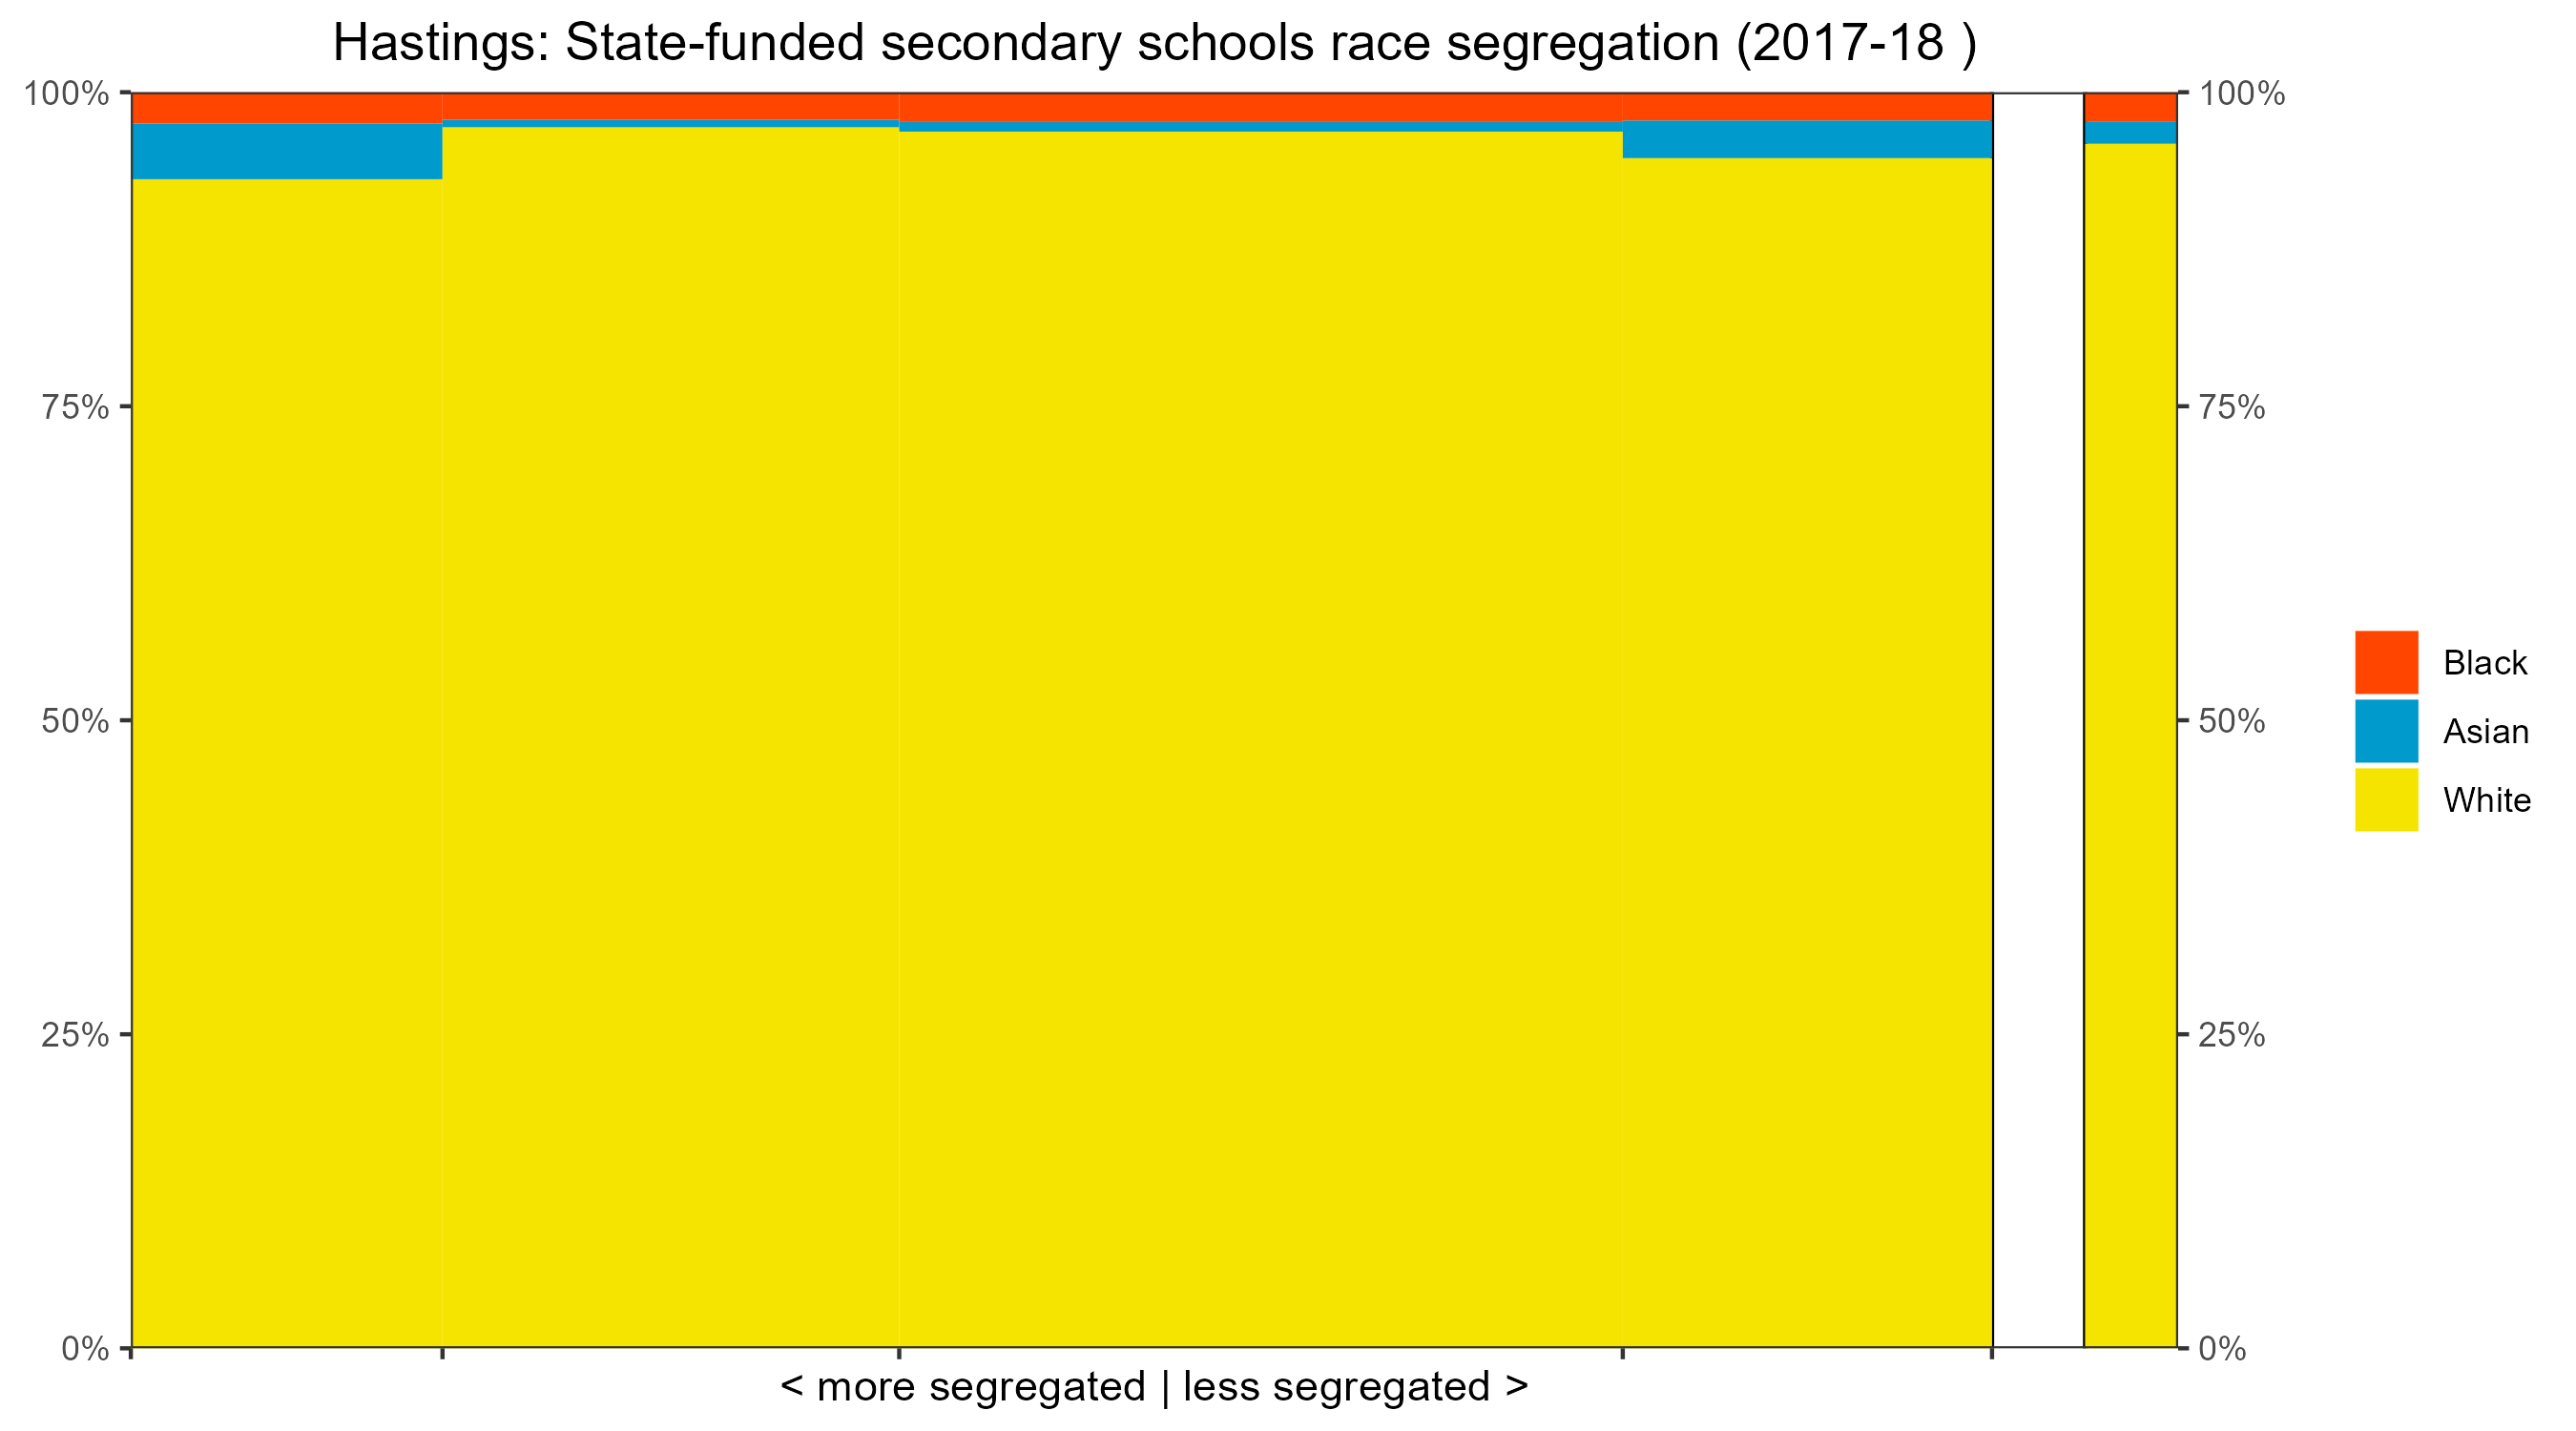 Hastings: State-funded secondary schools race segregation (2017-18 )
100%
75%
50%
25%
0%
100%
75%
50%
25%
0%
Black
Asian
White
< more segregated | less segregated >